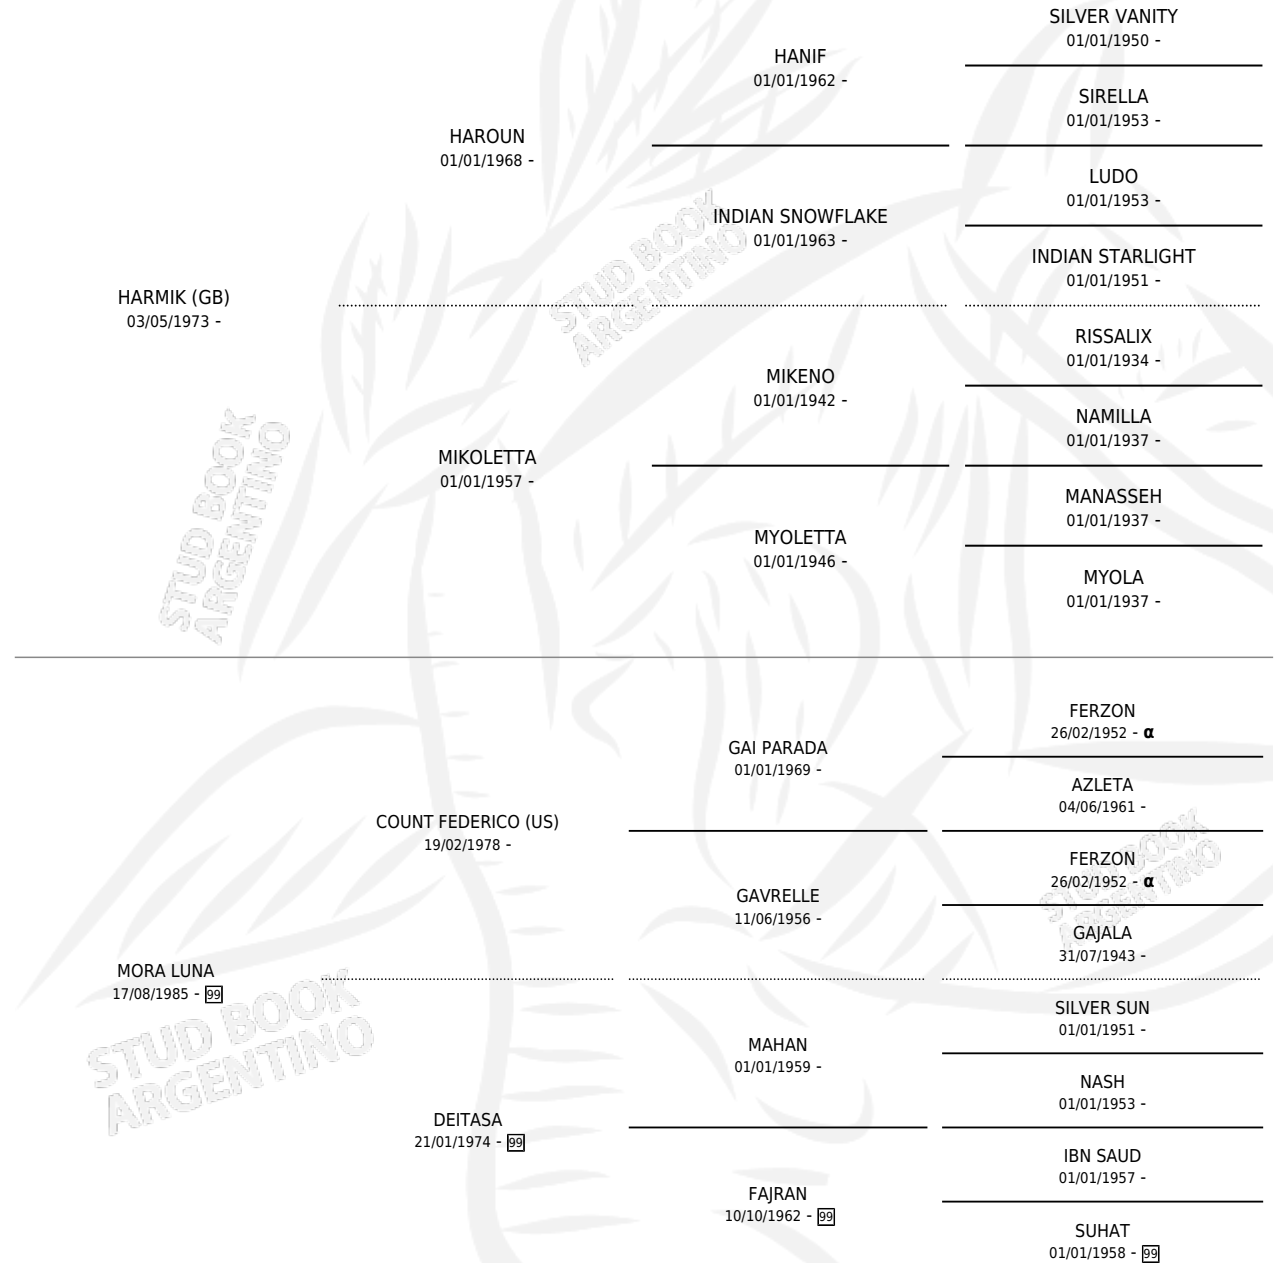 SILVER VANITY
01/01/1950 -
HANIF
01/01/1962 -
SIRELLA
01/01/1953 -
HAROUN
01/01/1968 -
LUDO
01/01/1953 -
INDIAN SNOWFLAKE
01/01/1963 -
INDIAN STARLIGHT
01/01/1951 -
HARMIK (GB)
03/05/1973 -
RISSALIX
01/01/1934 -
MIKENO
01/01/1942 -
NAMILLA
01/01/1937 -
MIKOLETTA
01/01/1957 -
MANASSEH
01/01/1937 -
MYOLETTA
01/01/1946 -
MYOLA
01/01/1937 -
STUD BOOK
ARGENTINO
STUD BOOK
ARGENTINO
FERZON
26/02/1952 - α
GAI PARADA
01/01/1969 -
AZLETA
04/06/1961 -
COUNT FEDERICO (US)
19/02/1978 -
FERZON
26/02/1952 - α
GAVRELLE
11/06/1956 -
GAJALA
31/07/1943 -
MORA LUNA
17/08/1985 - 99
SILVER SUN
01/01/1951 -
MAHAN
01/01/1959 -
NASH
01/01/1953 -
DEITASA
21/01/1974 - 99
IBN SAUD
01/01/1957 -
FAJRAN
10/10/1962 - 99
SUHAT
01/01/1958 - 99
STUD BOOK
ARGENTINO
STUD BOOK
ARGENTINO